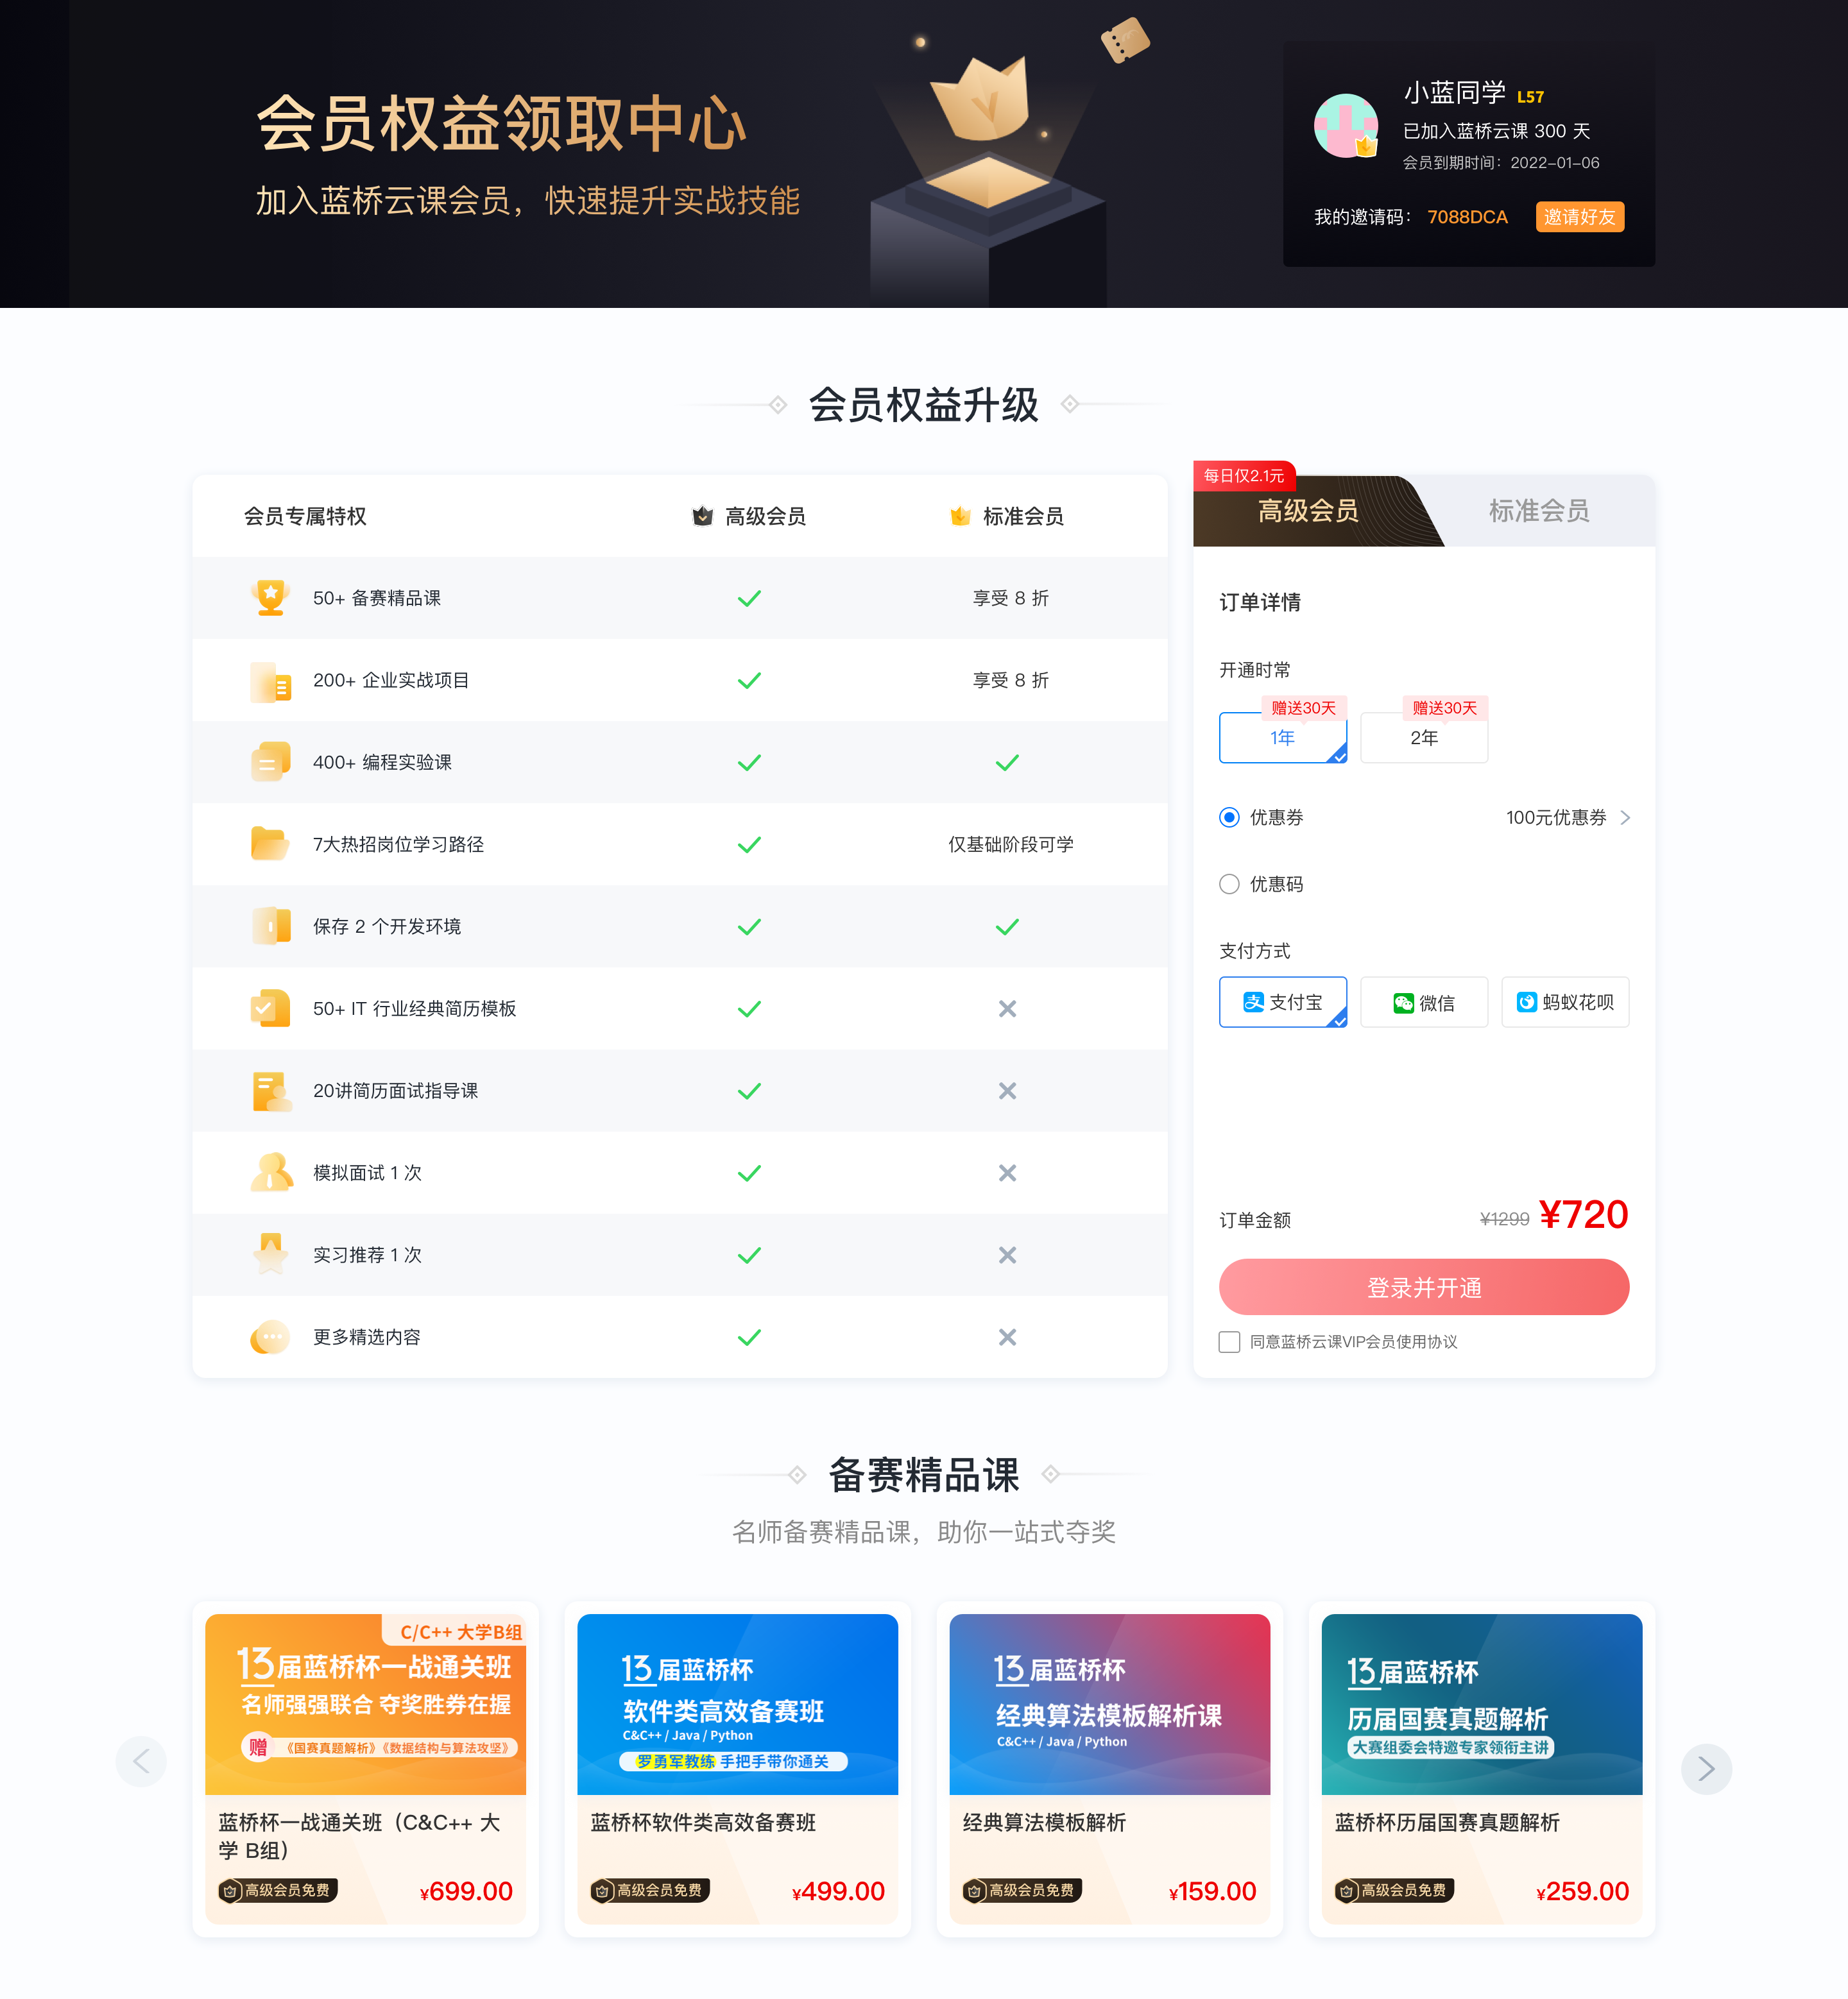 会员权益领取中心
加入蓝桥云课会员，快速提升实战技能
小蓝同学 L57
已加入蓝桥云课 300 天
会员到期时间：2022-01-06
我的邀请码： 7088DCA 邀请好友
会员权益升级
会员专属特权 高级会员 标准会员
50+ 备赛精品课 享受 8 折
200+ 企业实战项目 享受 8 折
400+ 编程实验课
7大热招岗位学习路径 仅基础阶段可学
保存 2 个开发环境
50+ IT 行业经典简历模板
20讲简历面试指导课
模拟面试 1 次
实习推荐 1 次
更多精选内容
每日仅2.1元
高级会员 标准会员
订单详情
开通时常
赠送30天 赠送30天
1年 2年
优惠券 100元优惠券
优惠码
支付方式
支付宝 微信 蚂蚁花呗
订单金额 ¥1299 ¥720
登录并开通
同意蓝桥云课VIP会员使用协议
备赛精品课
名师备赛精品课，助你一站式夺奖
C/C++ 大学B组
13届蓝桥杯一战通关班
名师强强联合 夺奖胜券在握
赠 《国赛真题解析》《数据结构与算法攻坚》
蓝桥杯一战通关班（C&C++ 大
学 B组）
高级会员免费 ¥699.00
13届蓝桥杯
软件类高效备赛班
C&C++ / Java / Python
罗勇军教练 手把手带你通关
蓝桥杯软件类高效备赛班
高级会员免费 ¥499.00
13届蓝桥杯
经典算法模板解析课
C&C++ / Java / Python
经典算法模板解析
高级会员免费 ¥159.00
13届蓝桥杯
历届国赛真题解析
大赛组委会特邀专家领衔主讲
蓝桥杯历届国赛真题解析
高级会员免费 ¥259.00